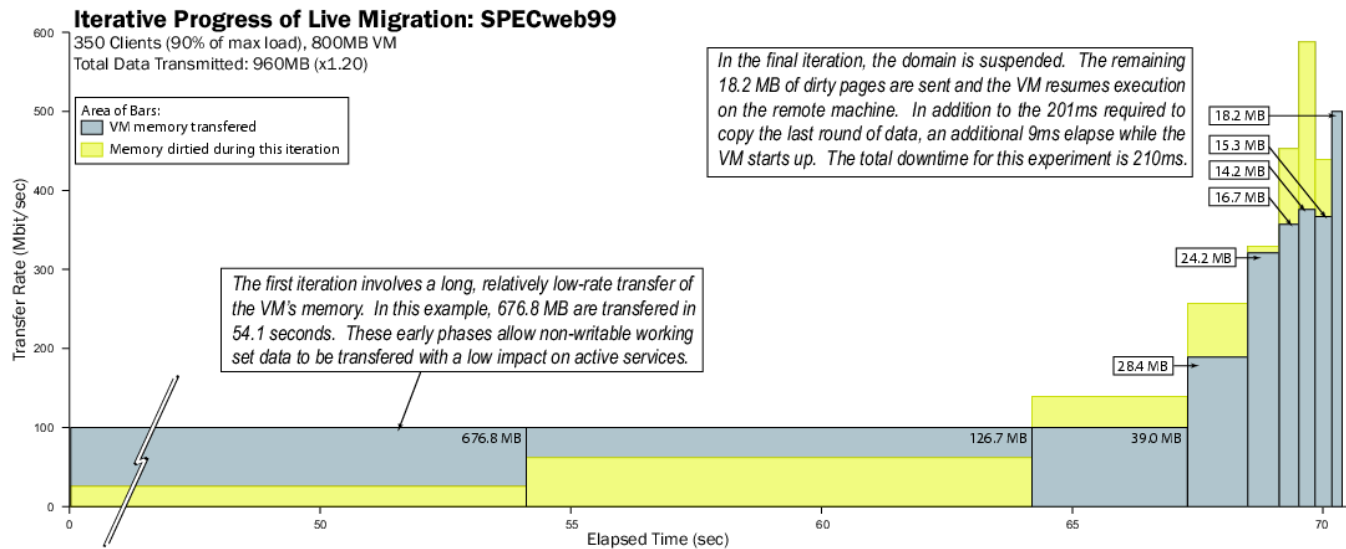 Iterative Progress of Live Migration: SPECweb99
350 Clients (90% of max load), 800MB VM
Total Data Transmitted: 960MB (x1.20)
Area of Bars:
VM memory transfered
Memory dirtied during this iteration
In the final iteration, the domain is suspended. The remaining
18.2 MB of dirty pages are sent and the VM resumes execution
on the remote machine. In addition to the 201ms required to
copy the last round of data, an additional 9ms elapse while the
VM starts up. The total downtime for this experiment is 210ms.
The first iteration involves a long, relatively low-rate transfer of
the VM's memory. In this example, 676.8 MB are transfered in
54.1 seconds. These early phases allow non-writable working
set data to be transfered with a low impact on active services.
18.2 MB
15.3 MB
14.2 MB
16.7 MB
24.2 MB
28.4 MB
676.8 MB
126.7 MB
39.0 MB
Transfer Rate (Mbit/sec)
600
500
400
300
200
100
0
0
50
55
60
65
70
Elapsed Time (sec)